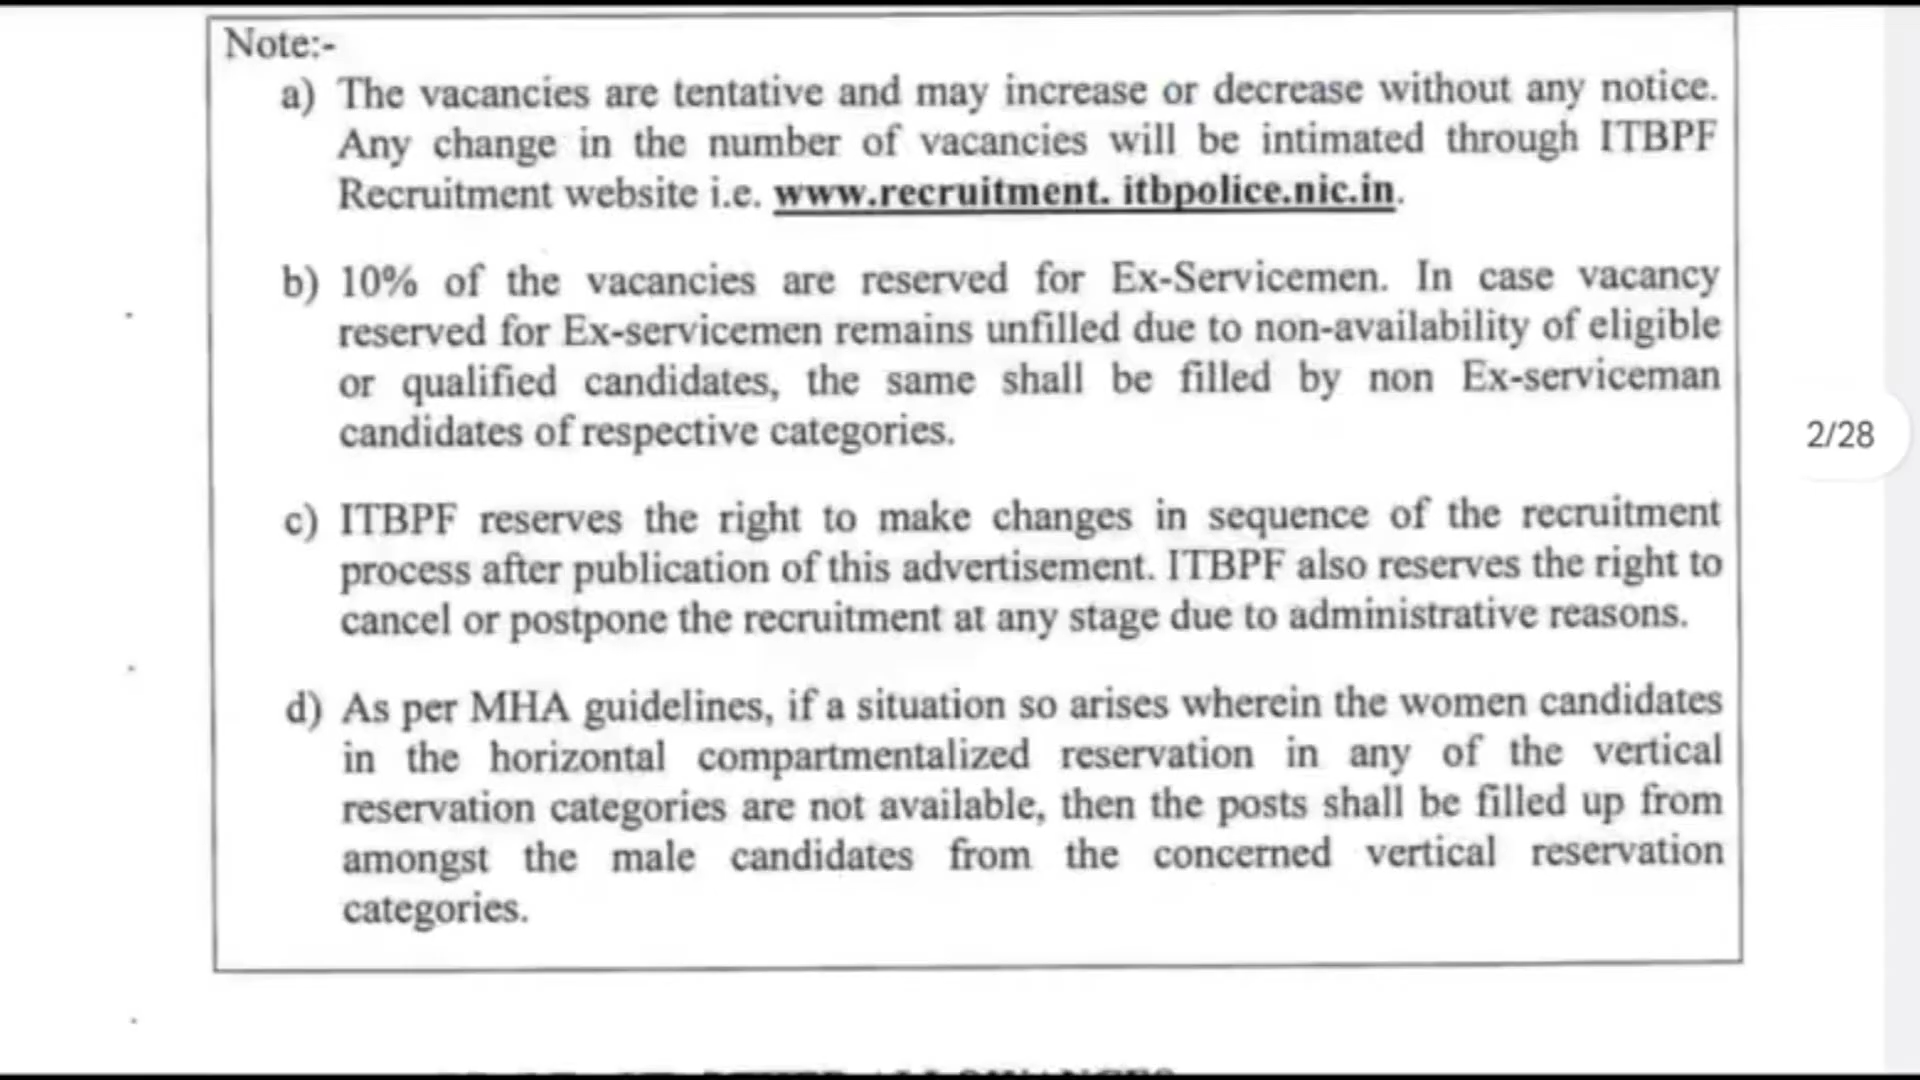 Note:-
a) The vacancies are tentative and may increase or decrease without any notice.
Any change in the number of vacancies will be intimated through ITBPF
Recruitment website i.e. www.recruitment. itbpolice.nic.in.
b) 10% of the vacancies are reserved for Ex-Servicemen. In case vacancy
reserved for Ex-servicemen remains unfilled due to non-availability of eligible
or qualified candidates, the same shall be filled by non Ex-serviceman
candidates of respective categories.
2/28
c) ITBPF reserves the right to make changes in sequence of the recruitment
process after publication of this advertisement. ITBPF also reserves the right to
cancel or postpone the recruitment at any stage due to administrative reasons.
d) As per MHA guidelines, if a situation so arises wherein the women candidates
in the horizontal compartmentalized reservation in any of the vertical
reservation categories are not available, then the posts shall be filled up from
amongst the male candidates from the concerned vertical reservation
categories.